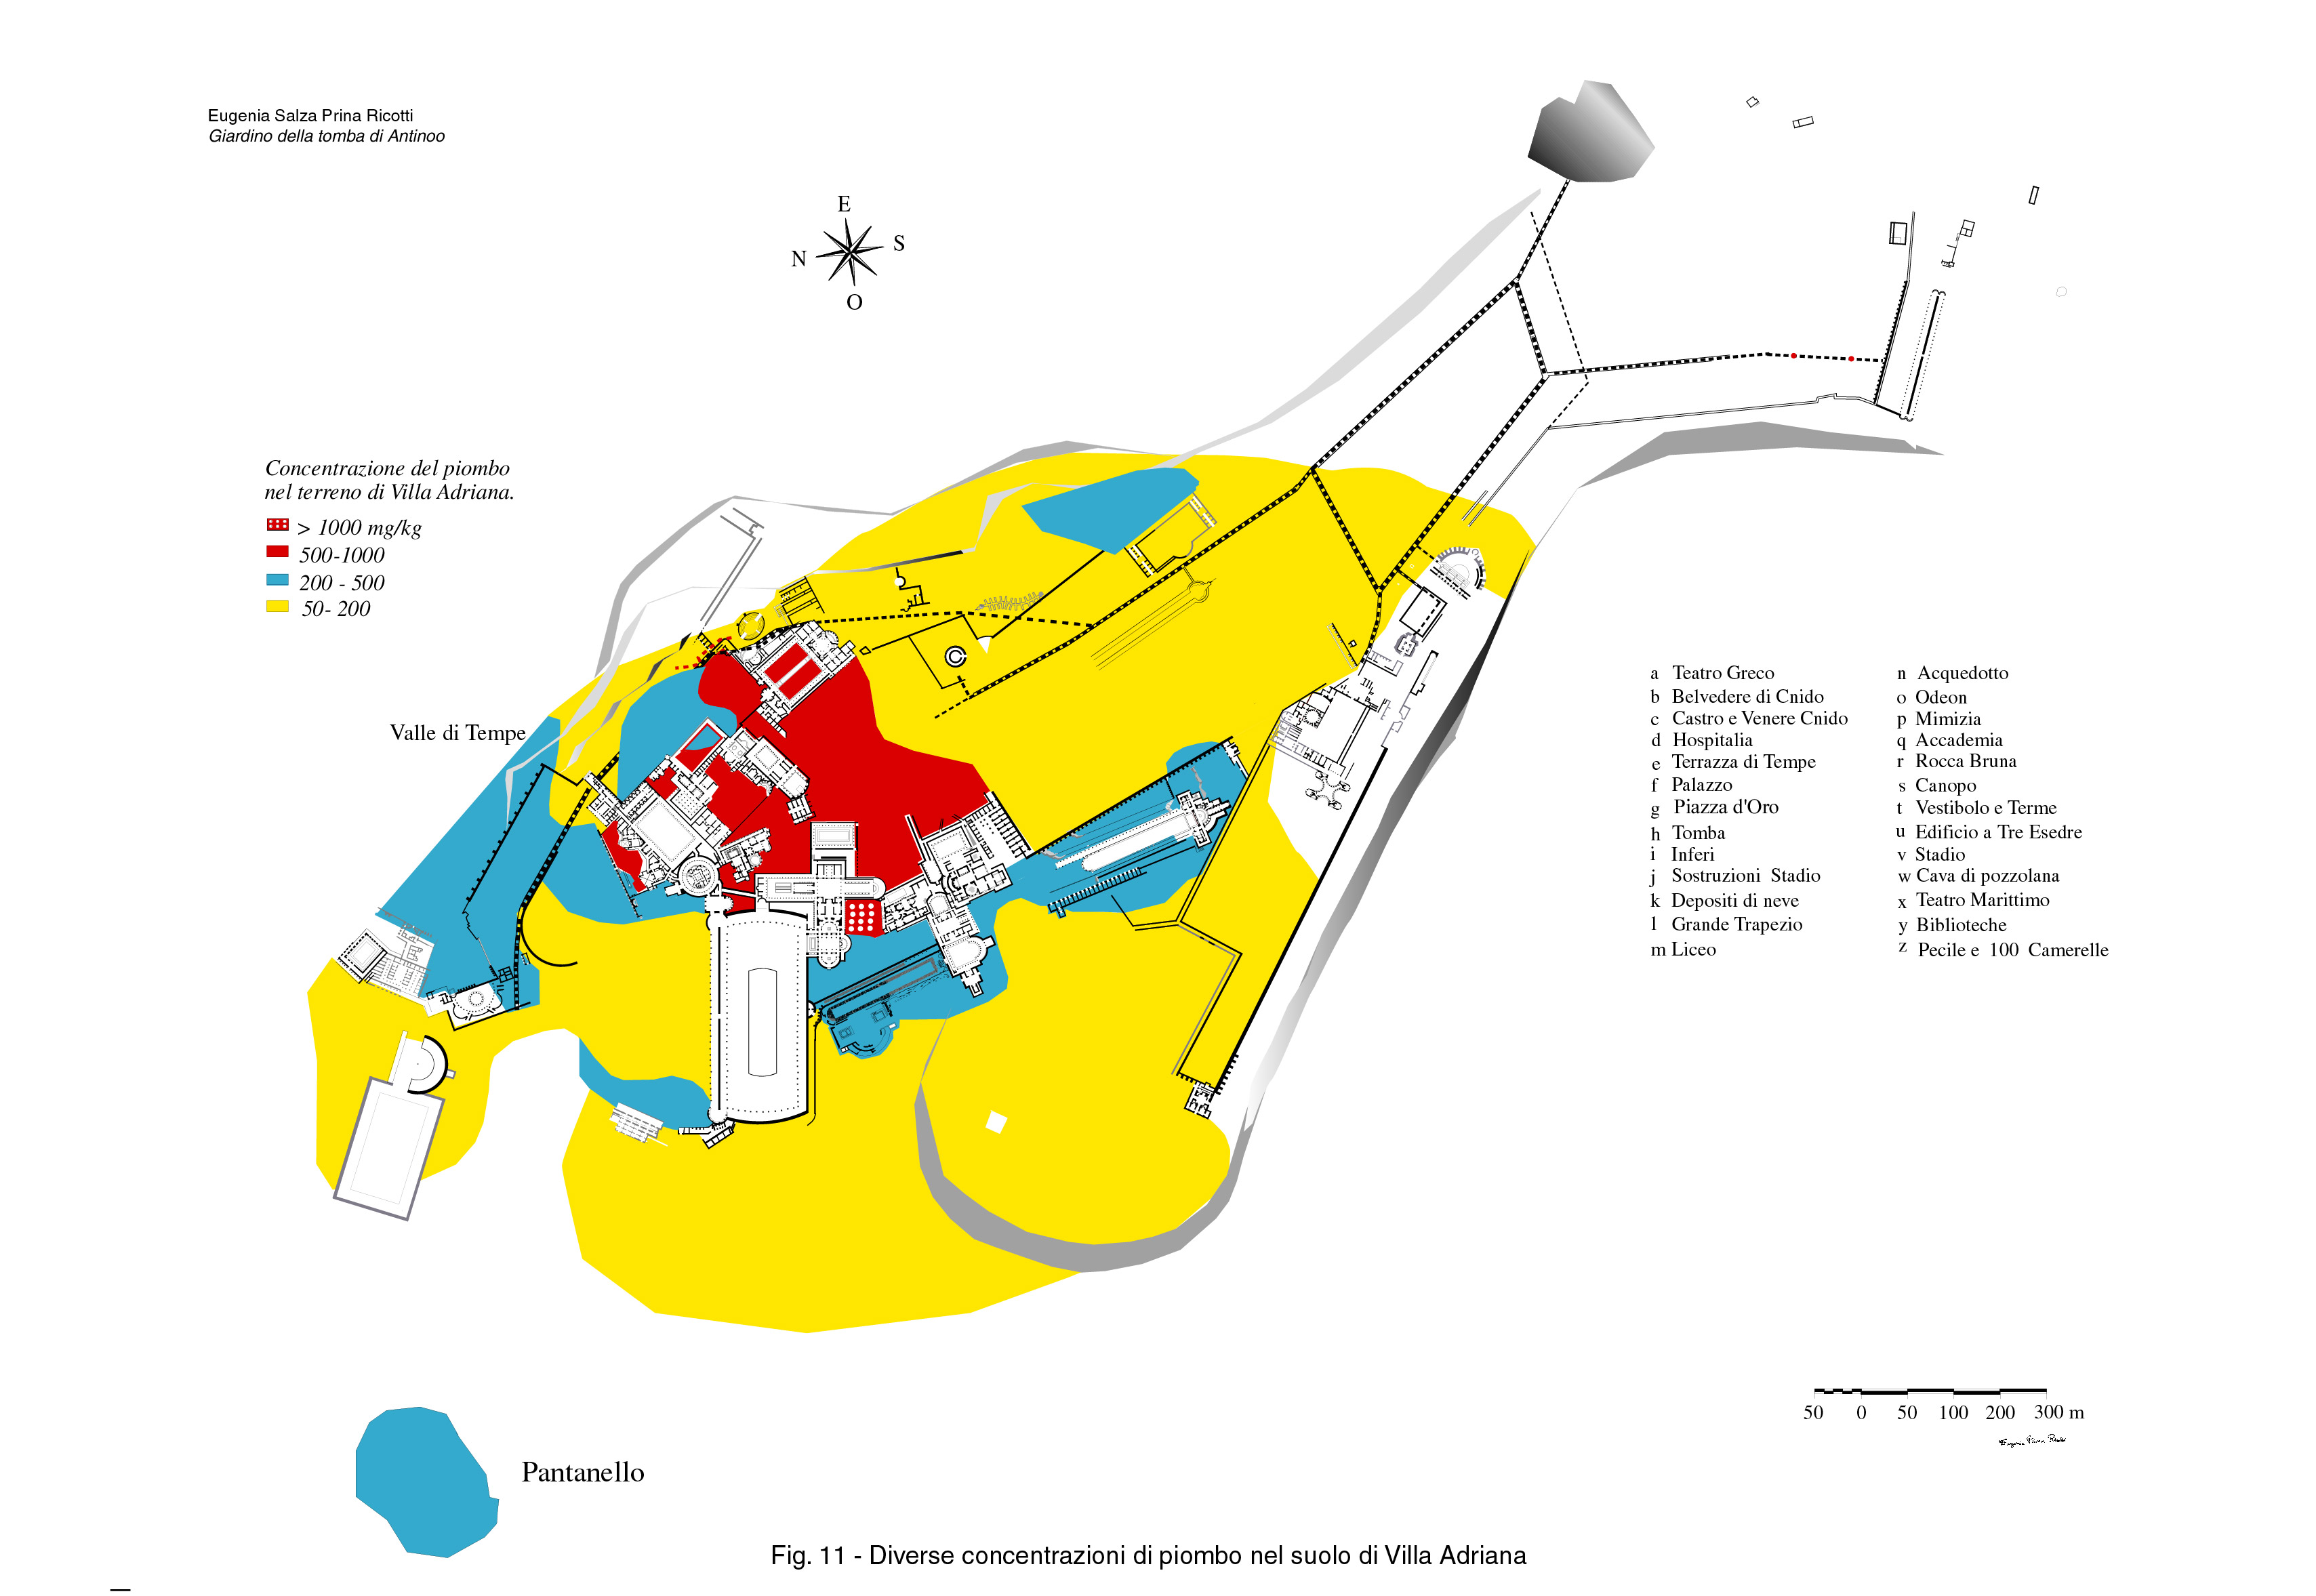 Eugenia Salza Prina Ricotti
Giardino della tomba di Antinoo
E
N
S
O
Concentrazione del piombo
nel terreno di Villa Adriana.
> 1000 mg/kg
500-1000
200 - 500
50- 200
Valle di Tempe
a Teatro Greco
b Belvedere di Cnido
c Castro e Venere Cnido
d Hospitalia
e Terrazza di Tempe
f Palazzo
g Piazza d'Oro
h Tomba
i Inferi
j Sostruzioni Stadio
k Depositi di neve
l Grande Trapezio
m Liceo
n Acquedotto
o Odeon
p Mimizia
q Accademia
r Rocca Bruna
s Canopo
t Vestibolo e Terme
u Edificio a Tre Esedre
v Stadio
w Cava di pozzolana
x Teatro Marittimo
y Biblioteche
z Pecile e 100 Camerelle
50 0 50 100 200 300 m
Pantanello
Fig. 11 - Diverse concentrazioni di piombo nel suolo di Villa Adriana